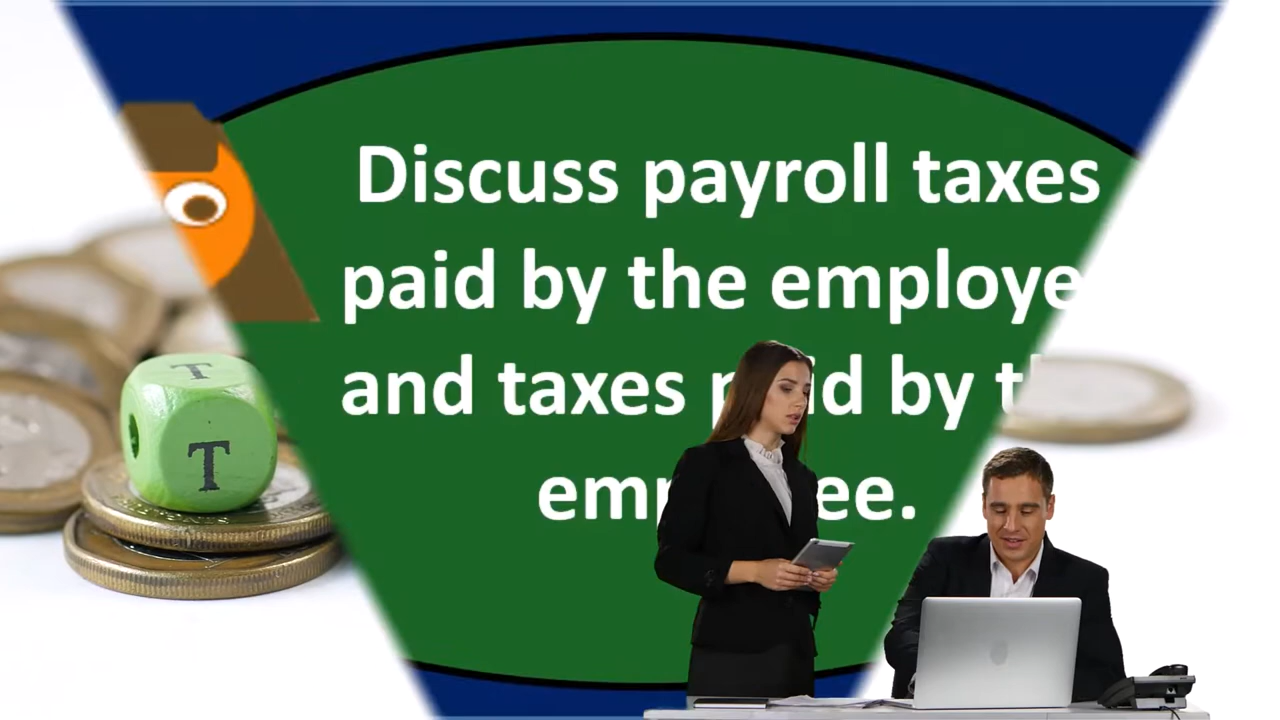 Discuss payroll taxes
paid by the
and taxes by
T
T